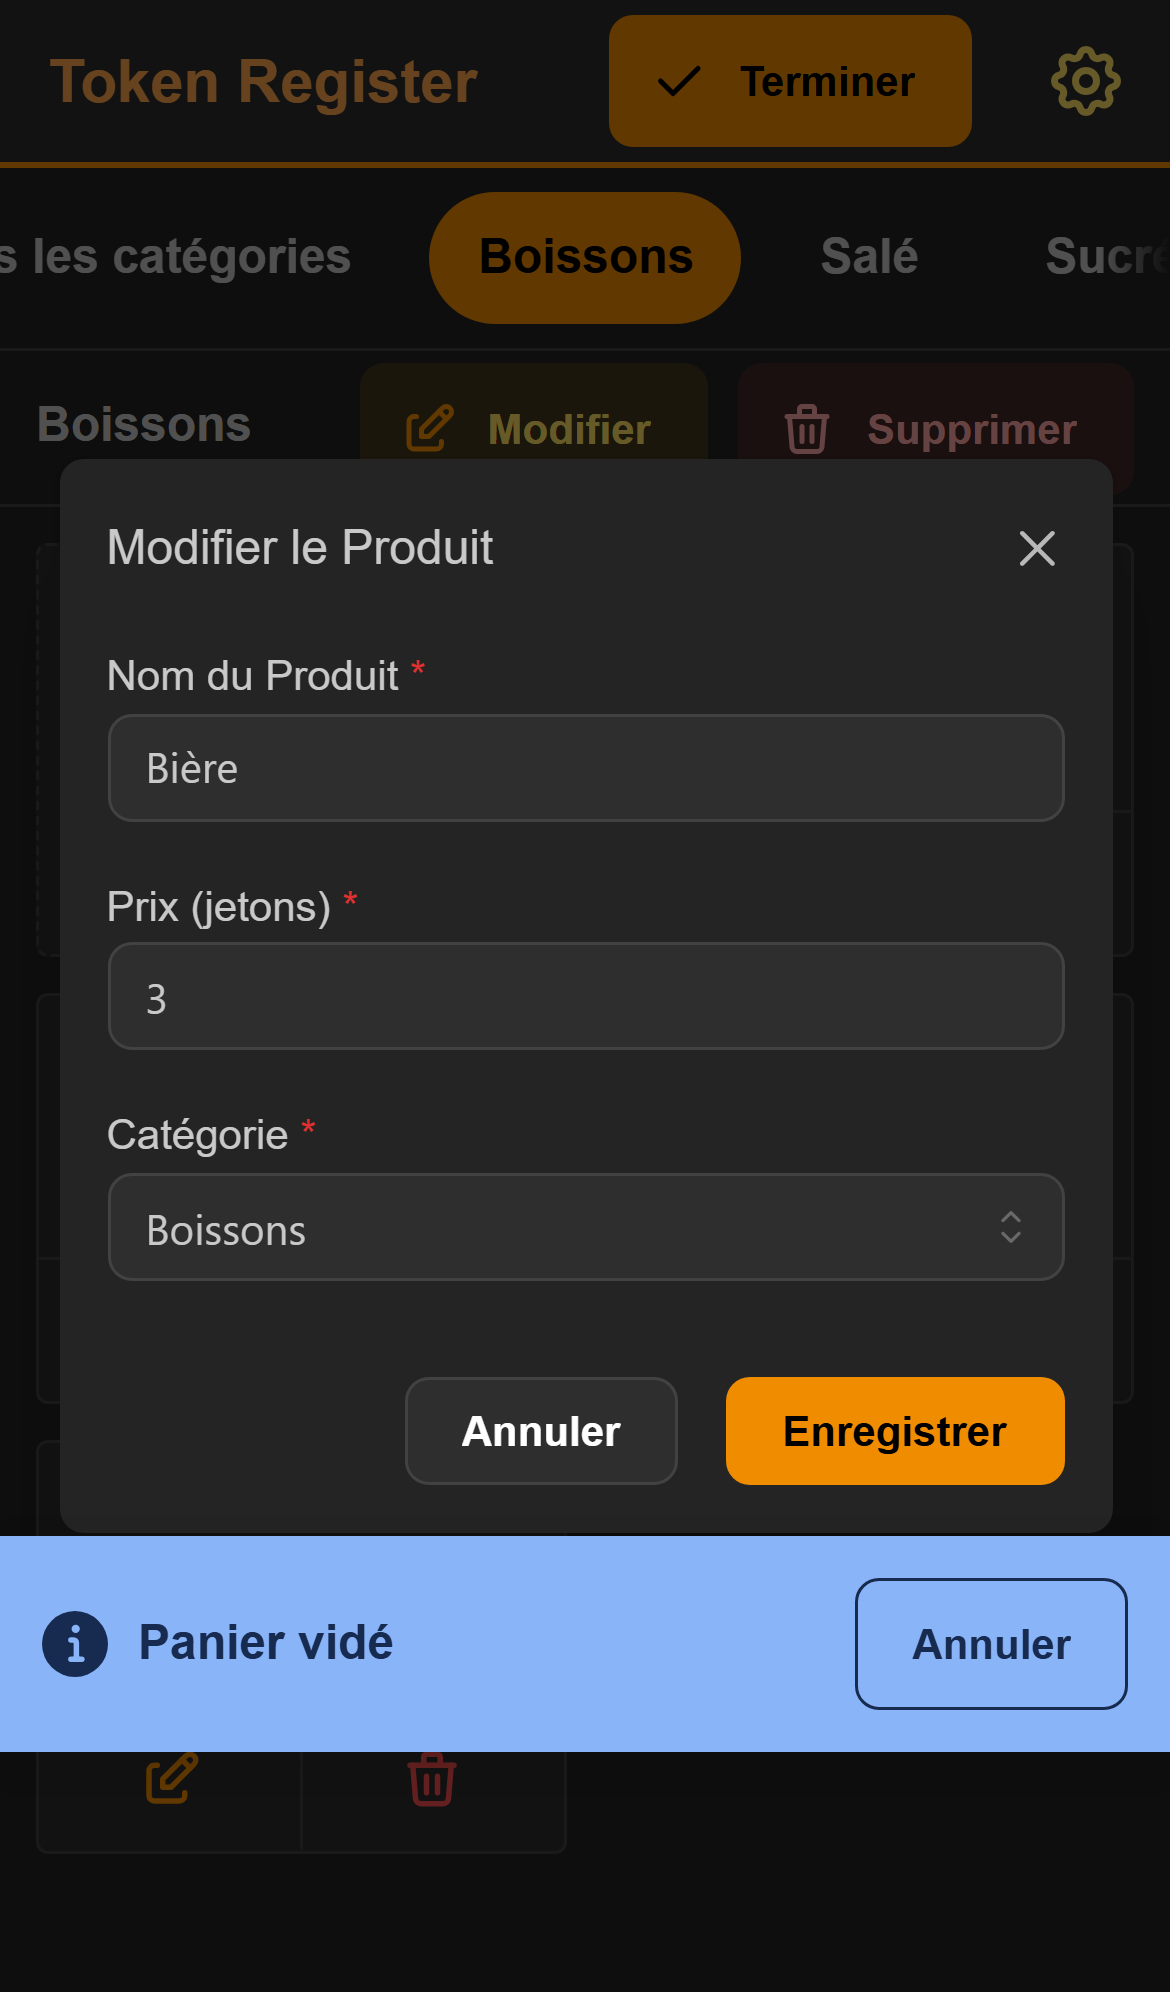 Token Register
Terminer
s les catégories
Boissons
Salé
Sucré
Boissons
Modifier
Supprimer
Modifier le Produit
Nom du Produit *
Bière
Prix (jetons) *
3
Catégorie *
Boissons
Annuler
Enregistrer
Panier vidé
Annuler